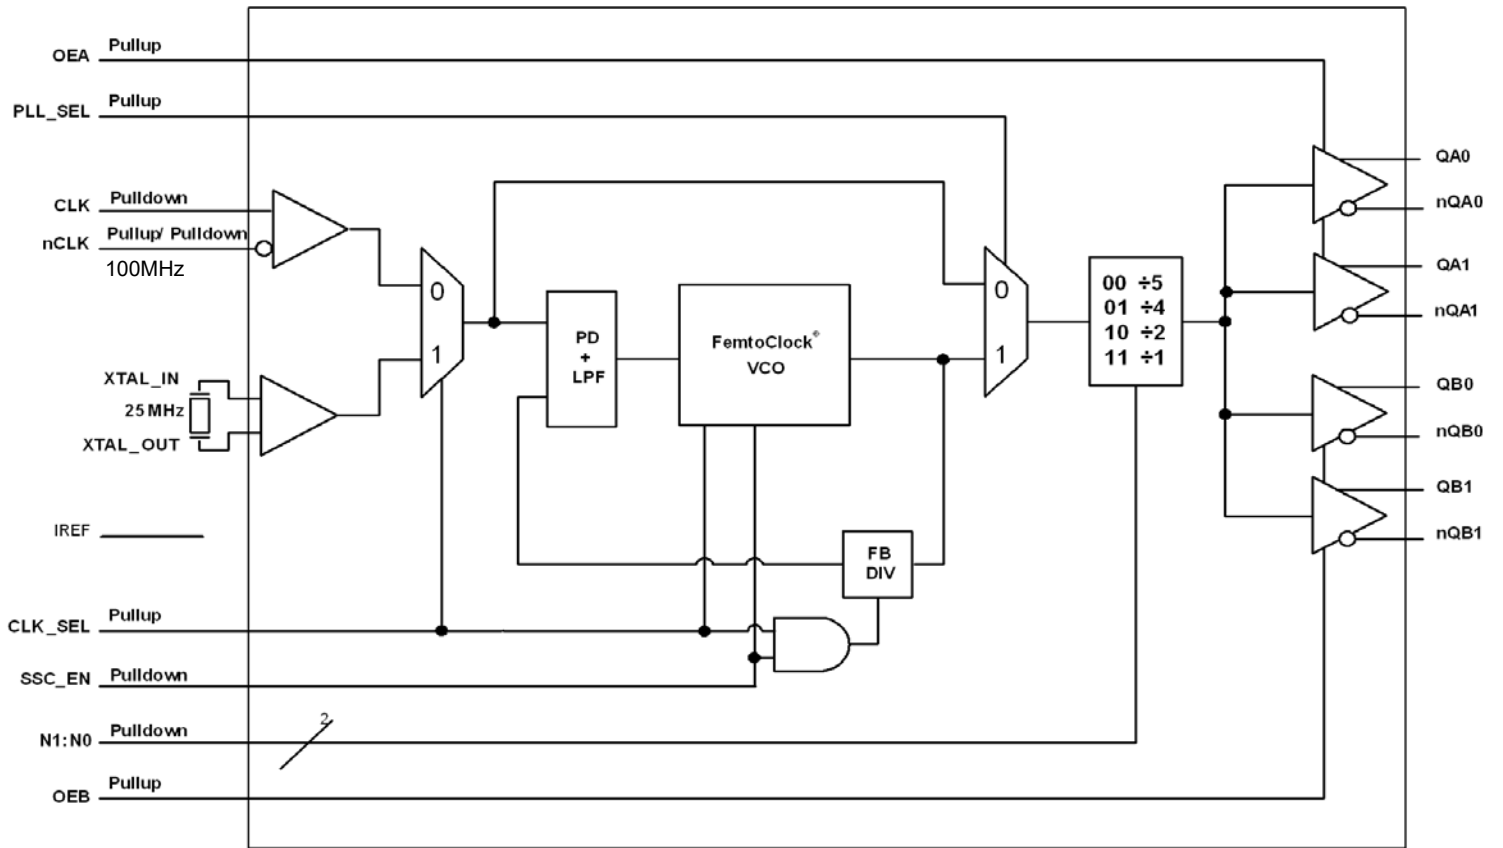 OEA
Pullup
PLL_SEL
Pullup
CLK
Pulldown
nCLK
Pullup/ Pulldown
100MHz
XTAL_IN
25 MHz
XTAL_OUT
IREF
CLK_SEL
Pullup
SSC_EN
Pulldown
N1:N0
Pulldown
2
OEB
Pullup
0
1
PD
+
LPF
FemtoClock®
VCO
FB
DIV
0
1
00 ÷5
01 ÷4
10 ÷2
11 ÷1
QA0
nQA0
QA1
nQA1
QB0
nQB0
QB1
nQB1